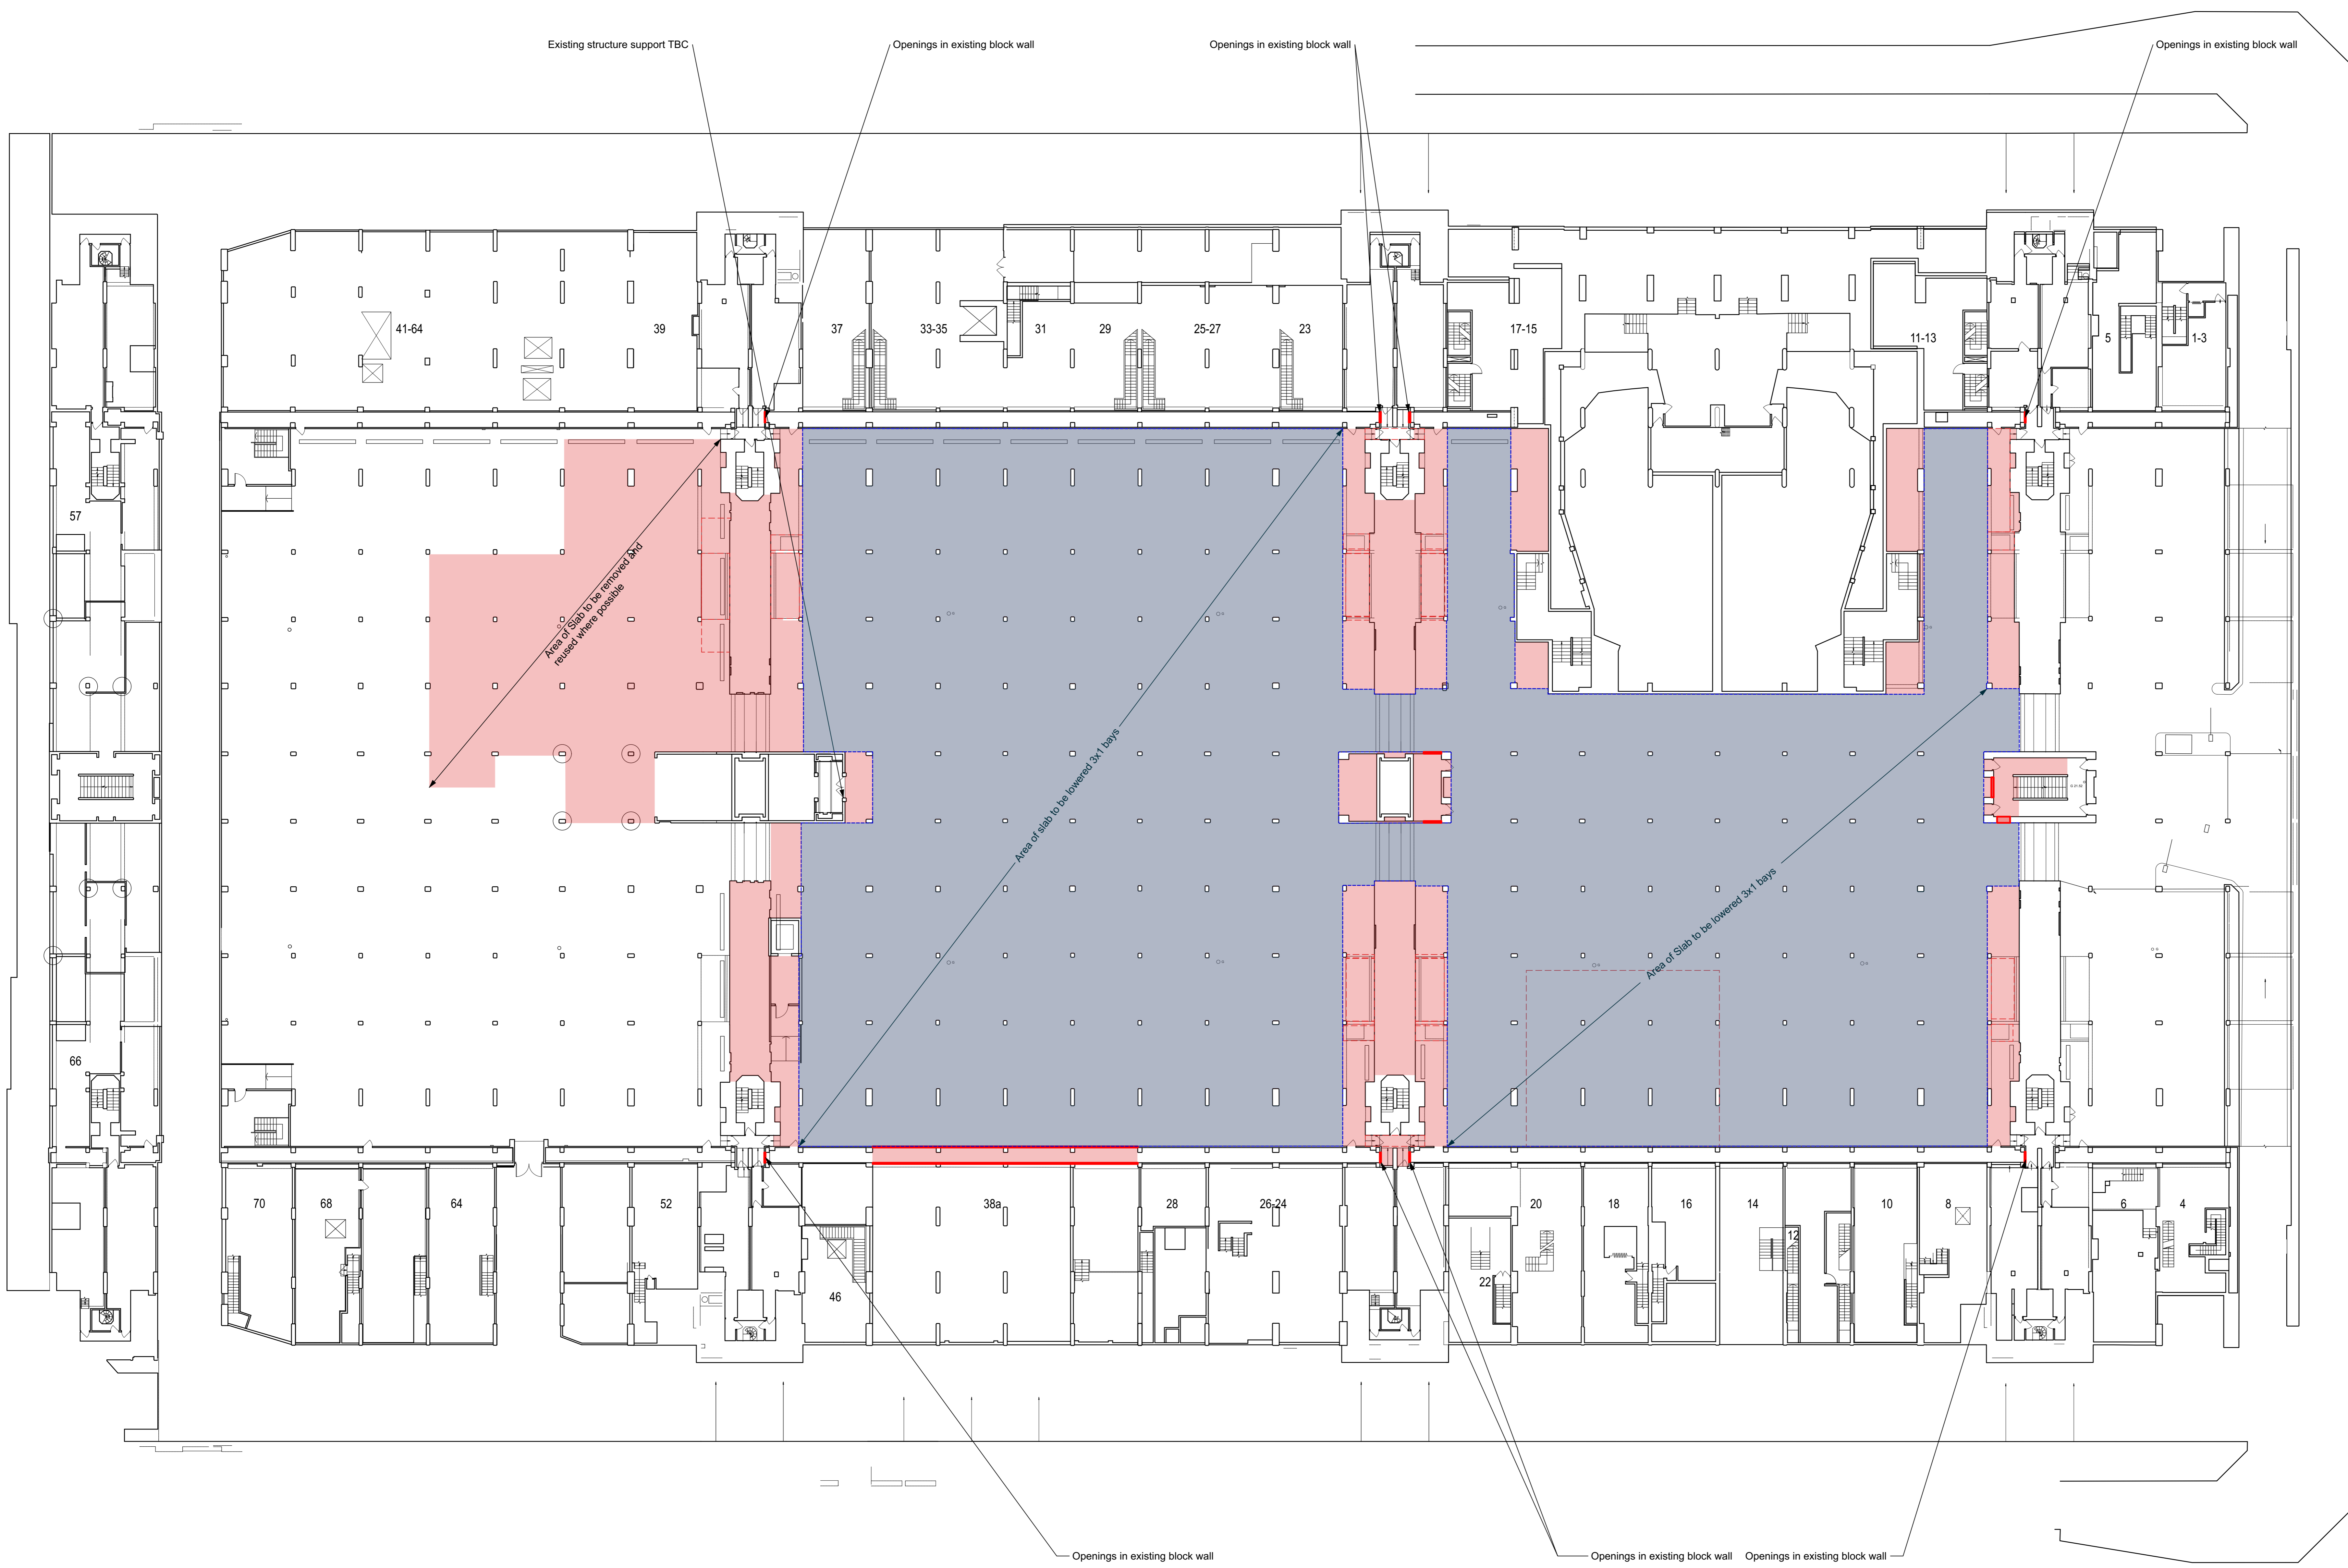 Existing structure support TBC
Openings in existing block wall
Openings in existing block wall
Openings in existing block wall
41-64
39
37
33-35
31
29
25-27
23
17-15
11-13
5
1-3
57
Area of Slab to be removed and
reused where possible
Area of slab to be lowered 3x1 bays
Area of Slab to be lowered 3x1 bays
66
70
68
64
52
46
38a
28
26-24
22
20
18
16
14
12
10
8
6
4
Openings in existing block wall
Openings in existing block wall
Openings in existing block wall